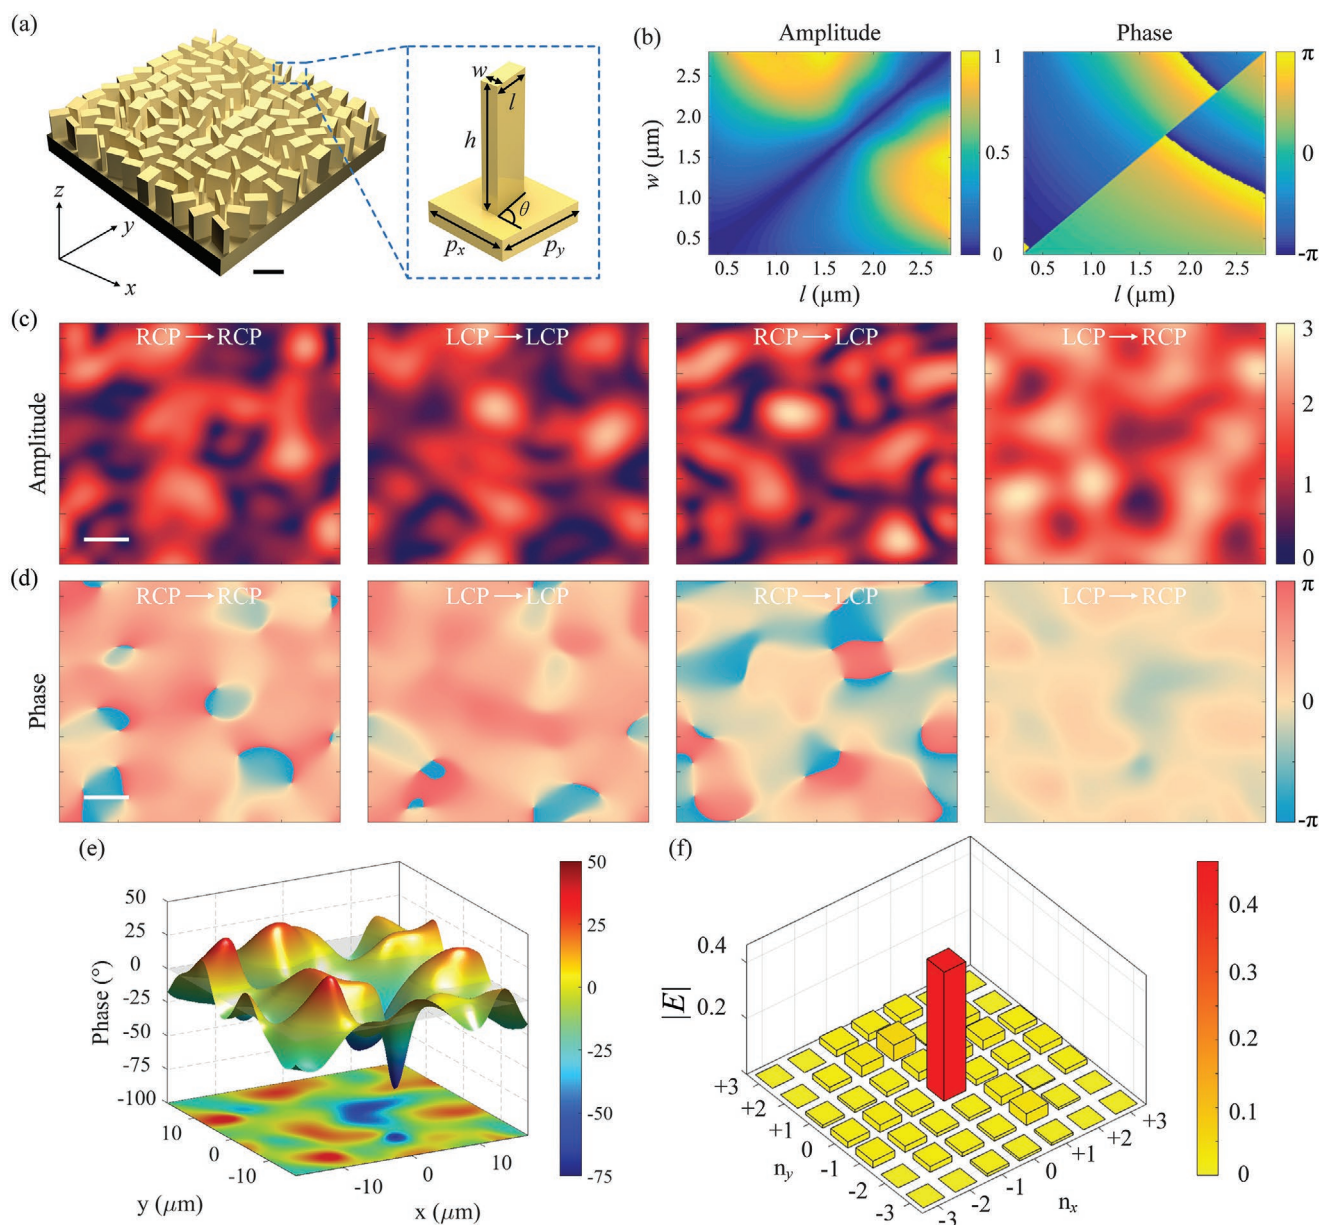 (a)
w
l
h
θ
p_x
p_y
z
y
x
(b)
Amplitude
Phase
w (μm)
2.5
2.0
1.5
1.0
0.5
0.5 1.0 1.5 2.0 2.5
l (μm)
1
0.5
0
0.5 1.0 1.5 2.0 2.5
l (μm)
π
0
-π
(c)
Amplitude
RCP→RCP
LCP→LCP
RCP→LCP
LCP→RCP
3
2
1
0
(d)
Phase
RCP→RCP
LCP→LCP
RCP→LCP
LCP→RCP
π
0
-π
(e)
Phase (°)
50
25
0
-25
-50
-75
-100
10
0
-10
y (μm)
-10
0
10
x (μm)
50
25
0
-25
-50
-75
(f)
|E|
0.4
0.2
+3
+2
+1
0
-1
-2
-3
n_y
-3
-2
-1
0
+1
+2
+3
n_x
0.4
0.3
0.2
0.1
0